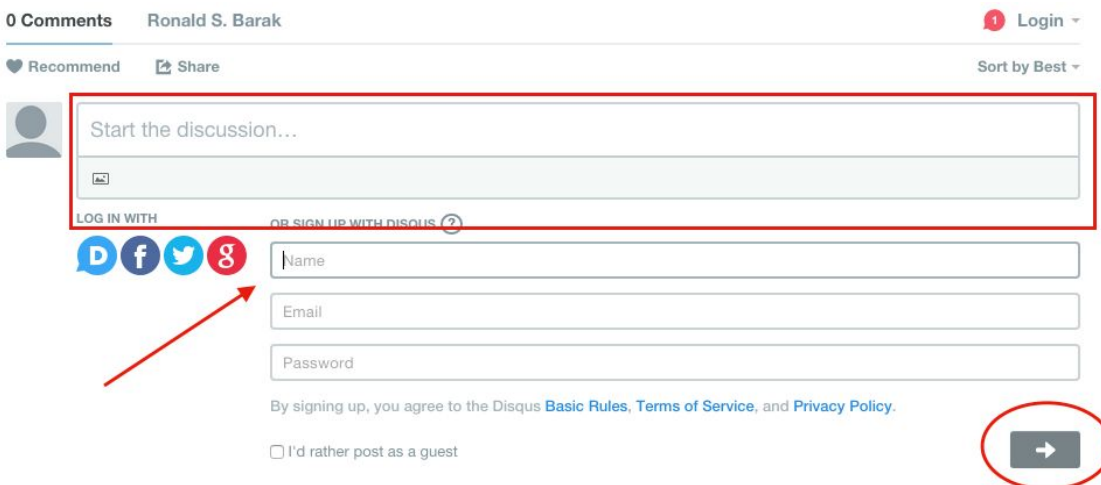 0 Comments Ronald S. Barak 1 Login
Recommend Share Sort by Best
Start the discussion…
LOG IN WITH OR SIGN UP WITH DISQUS ?
D f g
Name
Email
Password
By signing up, you agree to the Disqus Basic Rules, Terms of Service, and Privacy Policy.
I'd rather post as a guest